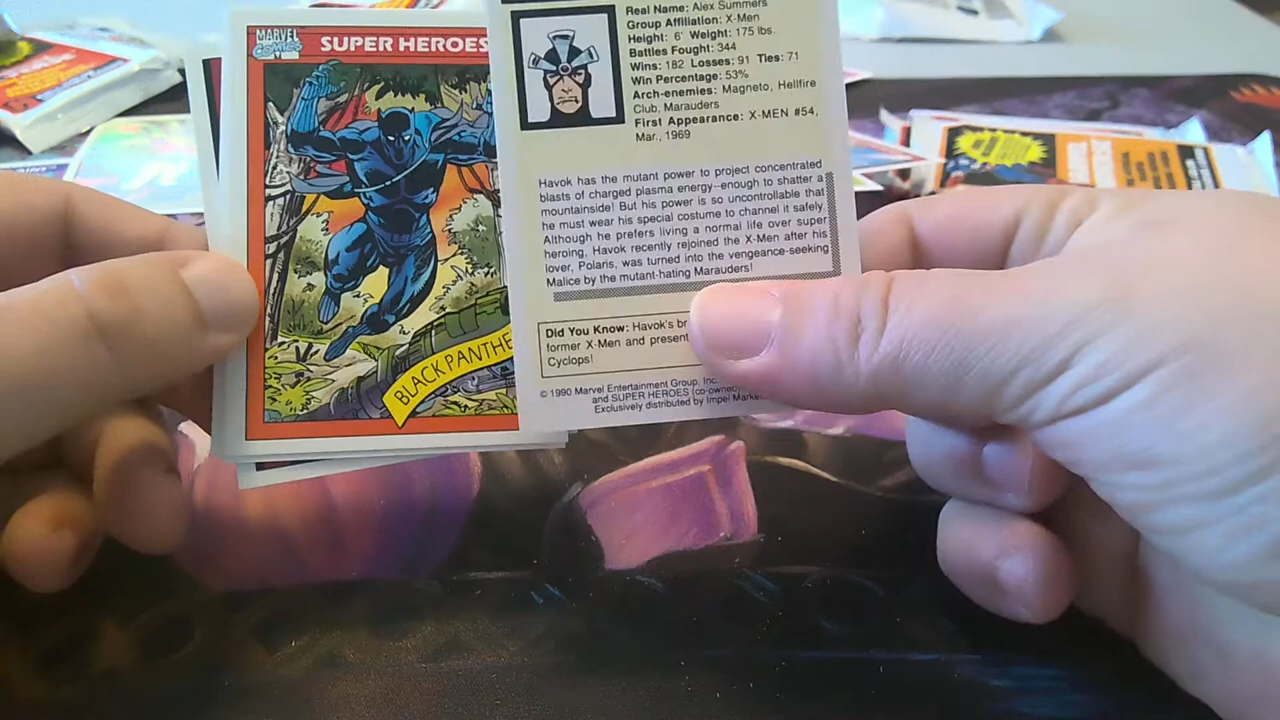 MARVEL
COMICS
SUPER HEROES
BLACK PANTHE
Real Name: Alex Summers
Group Affiliation: X-Men
Height: 6' Weight: 175 lbs.
Battles Fought: 344
Wins: 182 Losses: 91 Ties: 71
Win Percentage: 53%
Arch-enemies: Magneto, Hellfire
Club, Marauders
First Appearance: X-MEN #54,
Mar., 1969
Havok has the mutant power to project concentrated
blasts of charged plasma energy--enough to shatter a
mountainside! But his power is so uncontrollable that
he must wear his special costume to channel it safely.
Although he prefers living a normal life over super
heroing, Havok recently rejoined the X-Men after his
lover, Polaris, was turned into the vengeance-seeking
Malice by the mutant-hating Marauders!
Did You Know: Havok's br
former X-Men and present
Cyclops!
© 1990 Marvel Entertainment Group, Inc.
and SUPER HEROES (co-owne
Exclusively distributed by Impel Marke